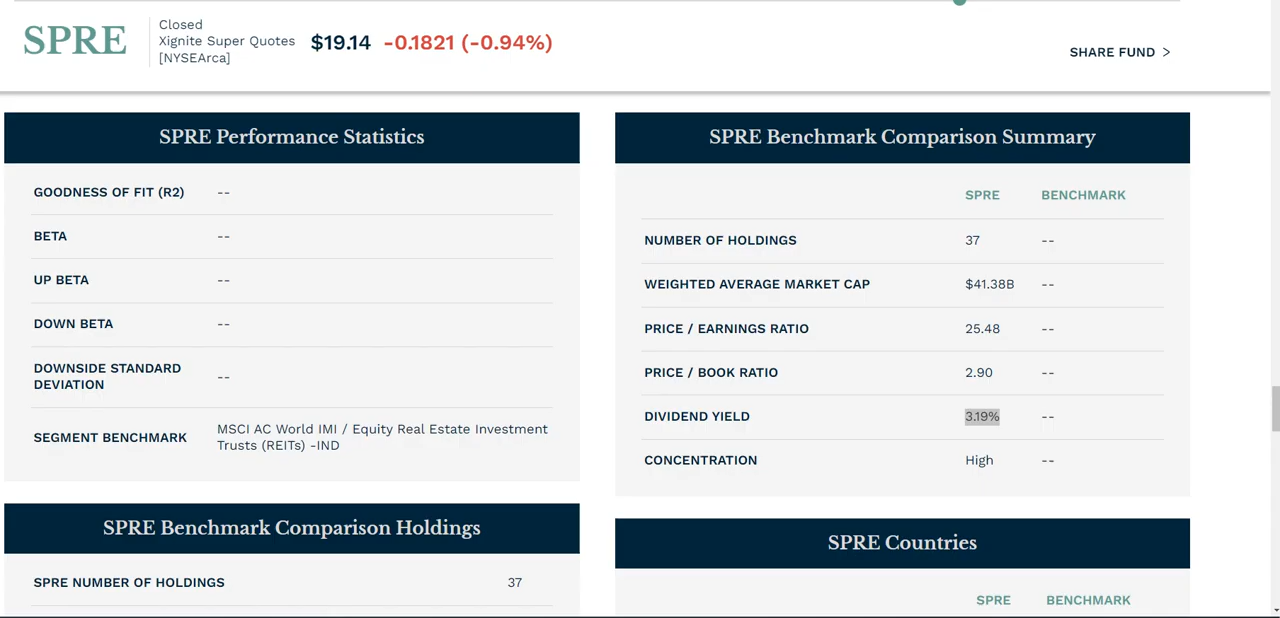 SPRE
Closed
Xignite Super Quotes
[NYSEArca]
$19.14 -0.1821 (-0.94%)
SHARE FUND >
SPRE Performance Statistics
GOODNESS OF FIT (R2) --
BETA --
UP BETA --
DOWN BETA --
DOWNSIDE STANDARD
DEVIATION --
SEGMENT BENCHMARK
MSCI AC World IMI / Equity Real Estate Investment
Trusts (REITs) -IND
SPRE Benchmark Comparison Holdings
SPRE NUMBER OF HOLDINGS 37
SPRE Benchmark Comparison Summary
SPRE BENCHMARK
NUMBER OF HOLDINGS 37 --
WEIGHTED AVERAGE MARKET CAP $41.38B --
PRICE / EARNINGS RATIO 25.48 --
PRICE / BOOK RATIO 2.90 --
DIVIDEND YIELD 3.19% --
CONCENTRATION High --
SPRE Countries
SPRE BENCHMARK